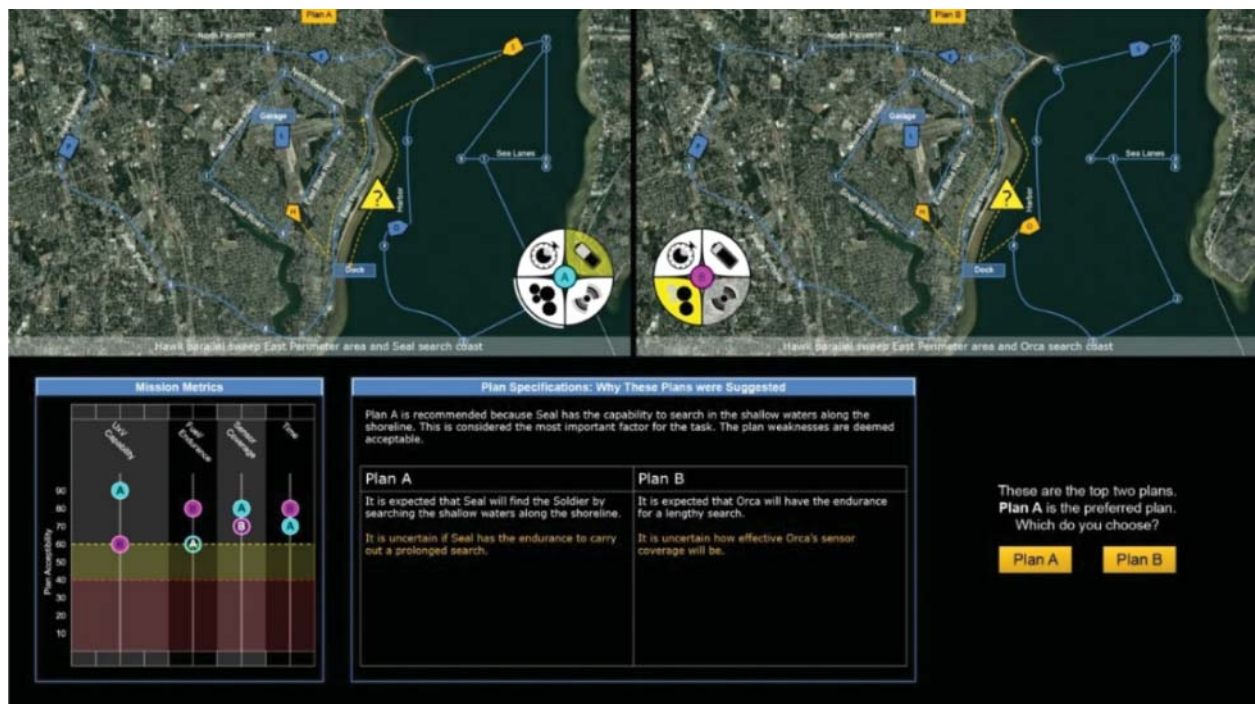 Plan A
Plan B
North Perimeter
North Perimeter
Garage
Garage
Sea Lanes
Sea Lanes
Harbor
Harbor
?
?
Dock
Dock
A
B
Hawk parallel sweep East Perimeter area and Seal search coast
Hawk parallel sweep East Perimeter area and Orca search coast
Mission Metrics
UxV Capability
Fuel/ Endurance
Sensor Coverage
Time
Plan Acceptibility
90
80
70
60
50
40
30
20
10
A
B
B
A
A
B
B
A
Plan Specifications: Why These Plans were Suggested
Plan A is recommended because Seal has the capability to search in the shallow waters along the
shoreline. This is considered the most important factor for the task. The plan weaknesses are deemed
acceptable.
Plan A
It is expected that Seal will find the Soldier by
searching the shallow waters along the shoreline.
It is uncertain if Seal has the endurance to carry
out a prolonged search.
Plan B
It is expected that Orca will have the endurance
for a lengthy search.
It is uncertain how effective Orca's sensor
coverage will be.
These are the top two plans.
Plan A is the preferred plan.
Which do you choose?
Plan A
Plan B